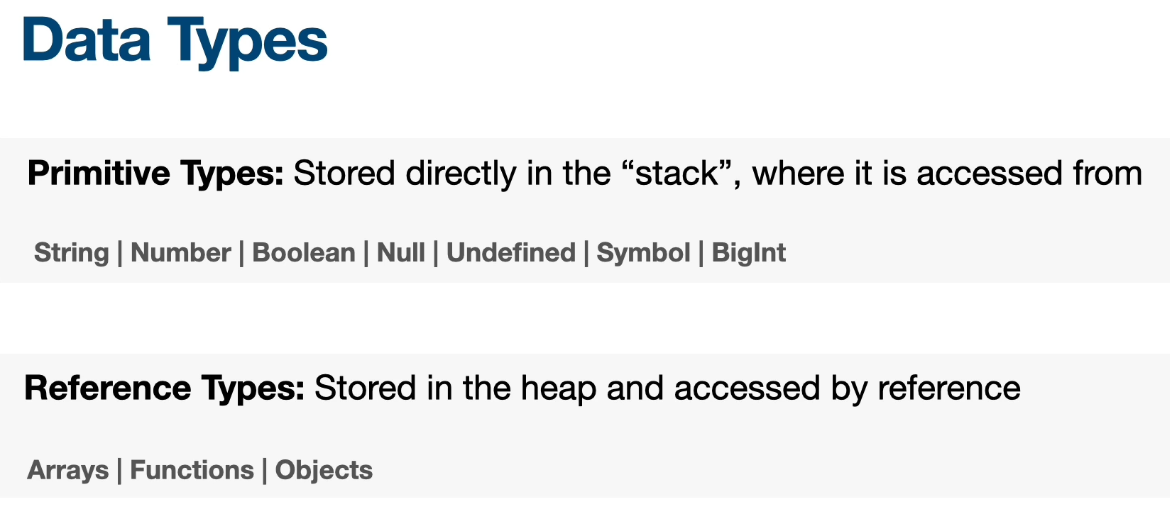 Data Types
Primitive Types: Stored directly in the “stack”, where it is accessed from
String | Number | Boolean | Null | Undefined | Symbol | BigInt
Reference Types: Stored in the heap and accessed by reference
Arrays | Functions | Objects